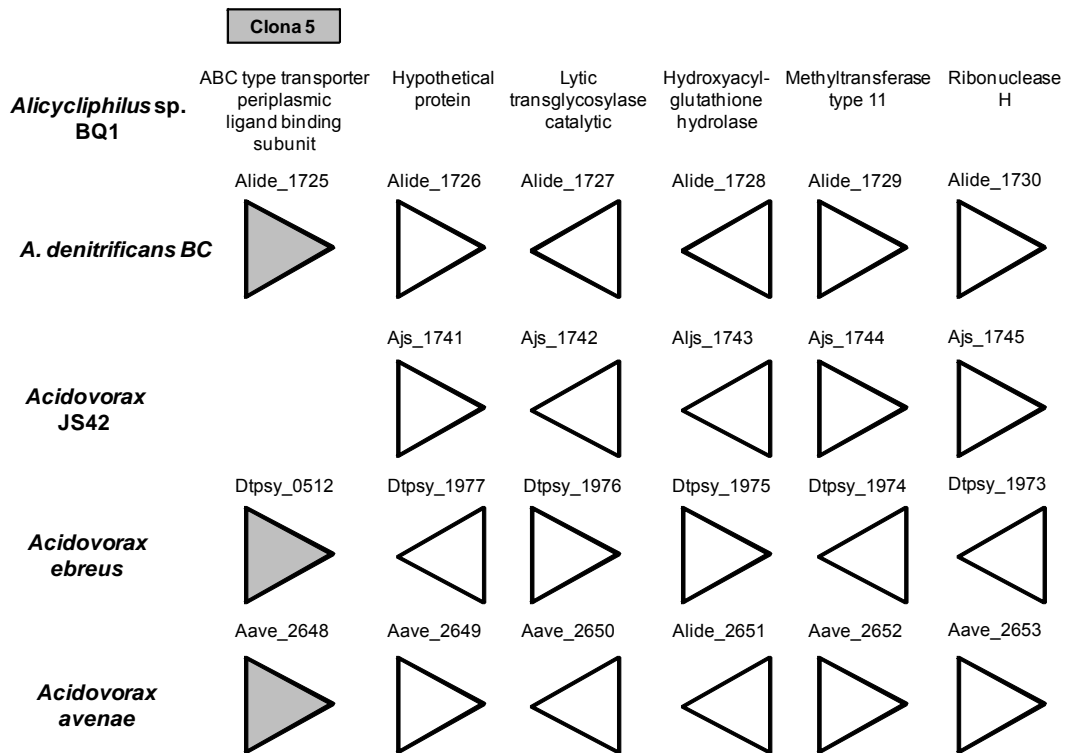 Clona 5
Alicycliphilus sp.
BQ1
ABC type transporter
periplasmic
ligand binding
subunit
Hypothetical
protein
Lytic
transglycosylase
catalytic
Hydroxyacyl-
glutathione
hydrolase
Methyltransferase
type 11
Ribonuclease
H
A. denitrificans BC
Alide_1725
Alide_1726
Alide_1727
Alide_1728
Alide_1729
Alide_1730
Acidovorax
JS42
Ajs_1741
Ajs_1742
Aljs_1743
Ajs_1744
Ajs_1745
Acidovorax
ebreus
Dtpsy_0512
Dtpsy_1977
Dtpsy_1976
Dtpsy_1975
Dtpsy_1974
Dtpsy_1973
Acidovorax
avenae
Aave_2648
Aave_2649
Aave_2650
Alide_2651
Aave_2652
Aave_2653